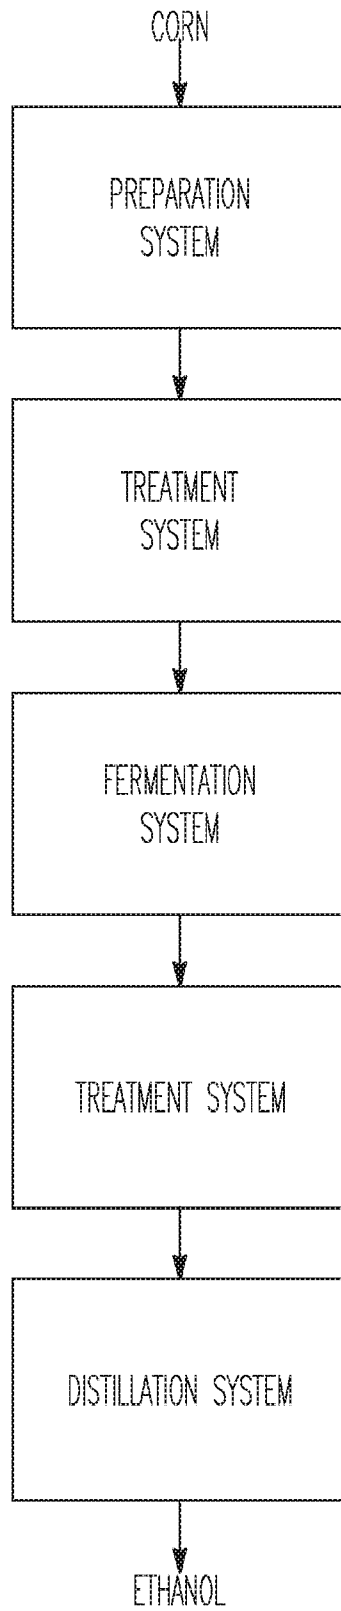 CORN
PREPARATION
SYSTEM
TREATMENT
SYSTEM
FERMENTATION
SYSTEM
TREATMENT SYSTEM
DISTILLATION SYSTEM
ETHANOL